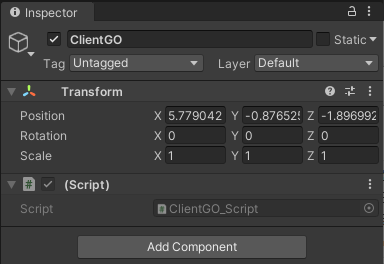 Inspector
ClientGO Static
Tag Untagged Layer Default
Transform
Position X 5.779042 Y -0.876525 Z -1.896992
Rotation X 0 Y 0 Z 0
Scale X 1 Y 1 Z 1
# (Script)
Script # ClientGO_Script
Add Component